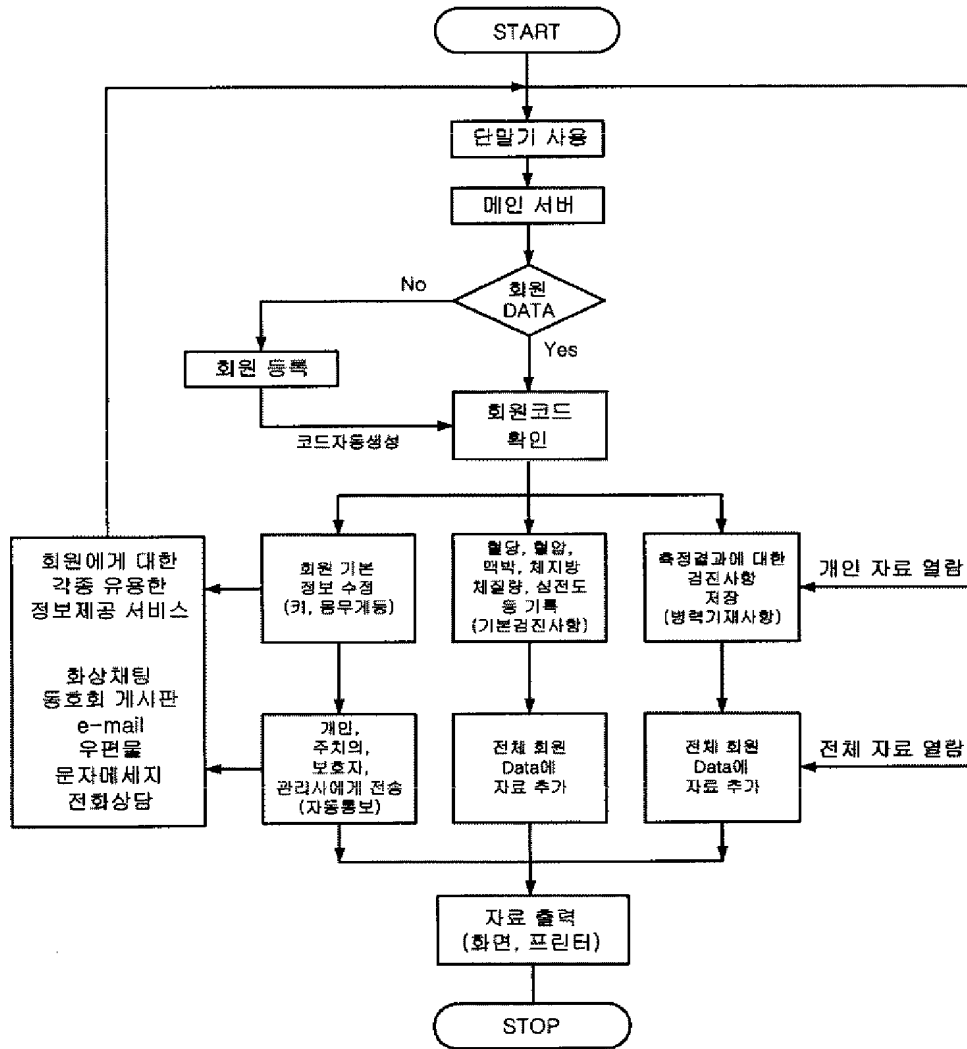 START
단말기 사용
메인 서버
회원
DATA
No
Yes
회원 등록
코드자동생성
회원코드
확인
회원에게 대한
각종 유용한
정보제공 서비스
화상채팅
동호회 게시판
e-mail
우편물
문자메세지
전화상담
회원 기본
정보 수정
(키, 몸무게등)
혈당, 혈압,
맥박, 체지방
체질량, 심전도
등 기록
(기본검진사항)
측정결과에 대한
검진사항
저장
(병력기재사항)
개인 자료 열람
개인,
주치의,
보호자,
관리사에게 전송
(자동통보)
전체 회원
Data에
자료 추가
전체 회원
Data에
자료 추가
전체 자료 열람
자료 출력
(화면, 프린터)
STOP